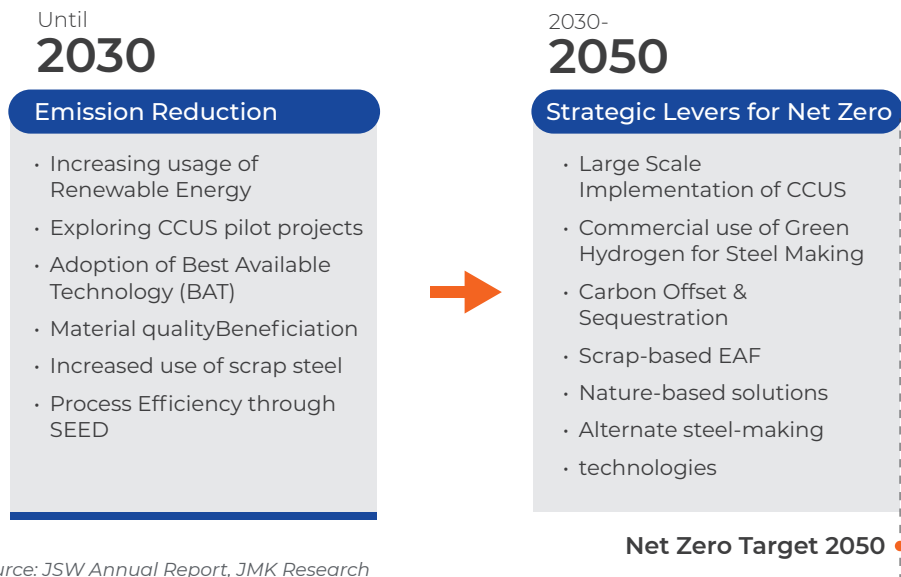 Until
2030
Emission Reduction
• Increasing usage of
Renewable Energy
• Exploring CCUS pilot projects
• Adoption of Best Available
Technology (BAT)
• Material qualityBeneficiation
• Increased use of scrap steel
• Process Efficiency through
SEED
2030-
2050
Strategic Levers for Net Zero
• Large Scale
Implementation of CCUS
• Commercial use of Green
Hydrogen for Steel Making
• Carbon Offset &
Sequestration
• Scrap-based EAF
• Nature-based solutions
• Alternate steel-making
• technologies
Net Zero Target 2050
urce: JSW Annual Report, JMK Research